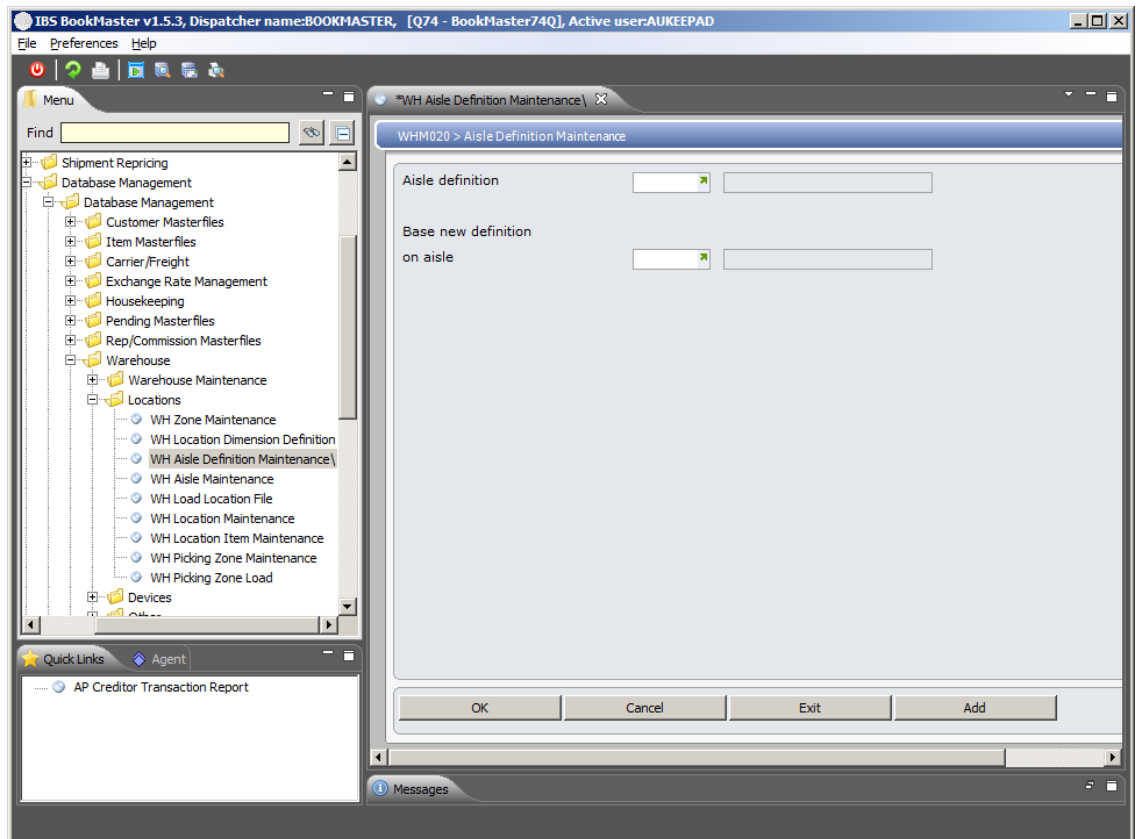 IBS BookMaster v1.5.3, Dispatcher name:BOOKMASTER, [Q74 - BookMaster74Q], Active user:AUKEEPAD
File Preferences Help
Menu
Find
Shipment Repricing
Database Management
Database Management
Customer Masterfiles
Item Masterfiles
Carrier/Freight
Exchange Rate Management
Housekeeping
Pending Masterfiles
Rep/Commission Masterfiles
Warehouse
Warehouse Maintenance
Locations
WH Zone Maintenance
WH Location Dimension Definition
WH Aisle Definition Maintenance\
WH Aisle Maintenance
WH Load Location File
WH Location Maintenance
WH Location Item Maintenance
WH Picking Zone Maintenance
WH Picking Zone Load
Devices
Other
Quick Links Agent
AP Creditor Transaction Report
*WH Aisle Definition Maintenance\
WHM020 > Aisle Definition Maintenance
Aisle definition
Base new definition
on aisle
OK Cancel Exit Add
Messages